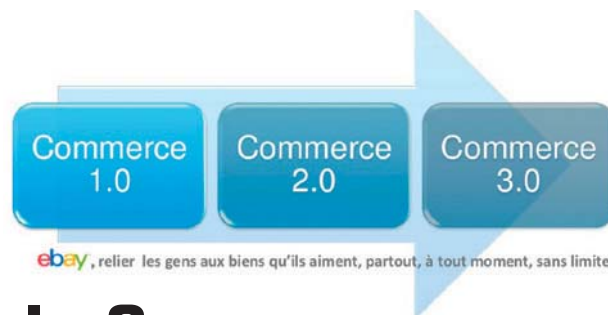 Commerce
1.0
Commerce
2.0
Commerce
3.0
ebay, relier les gens aux biens qu'ils aiment, partout, à tout moment, sans limite